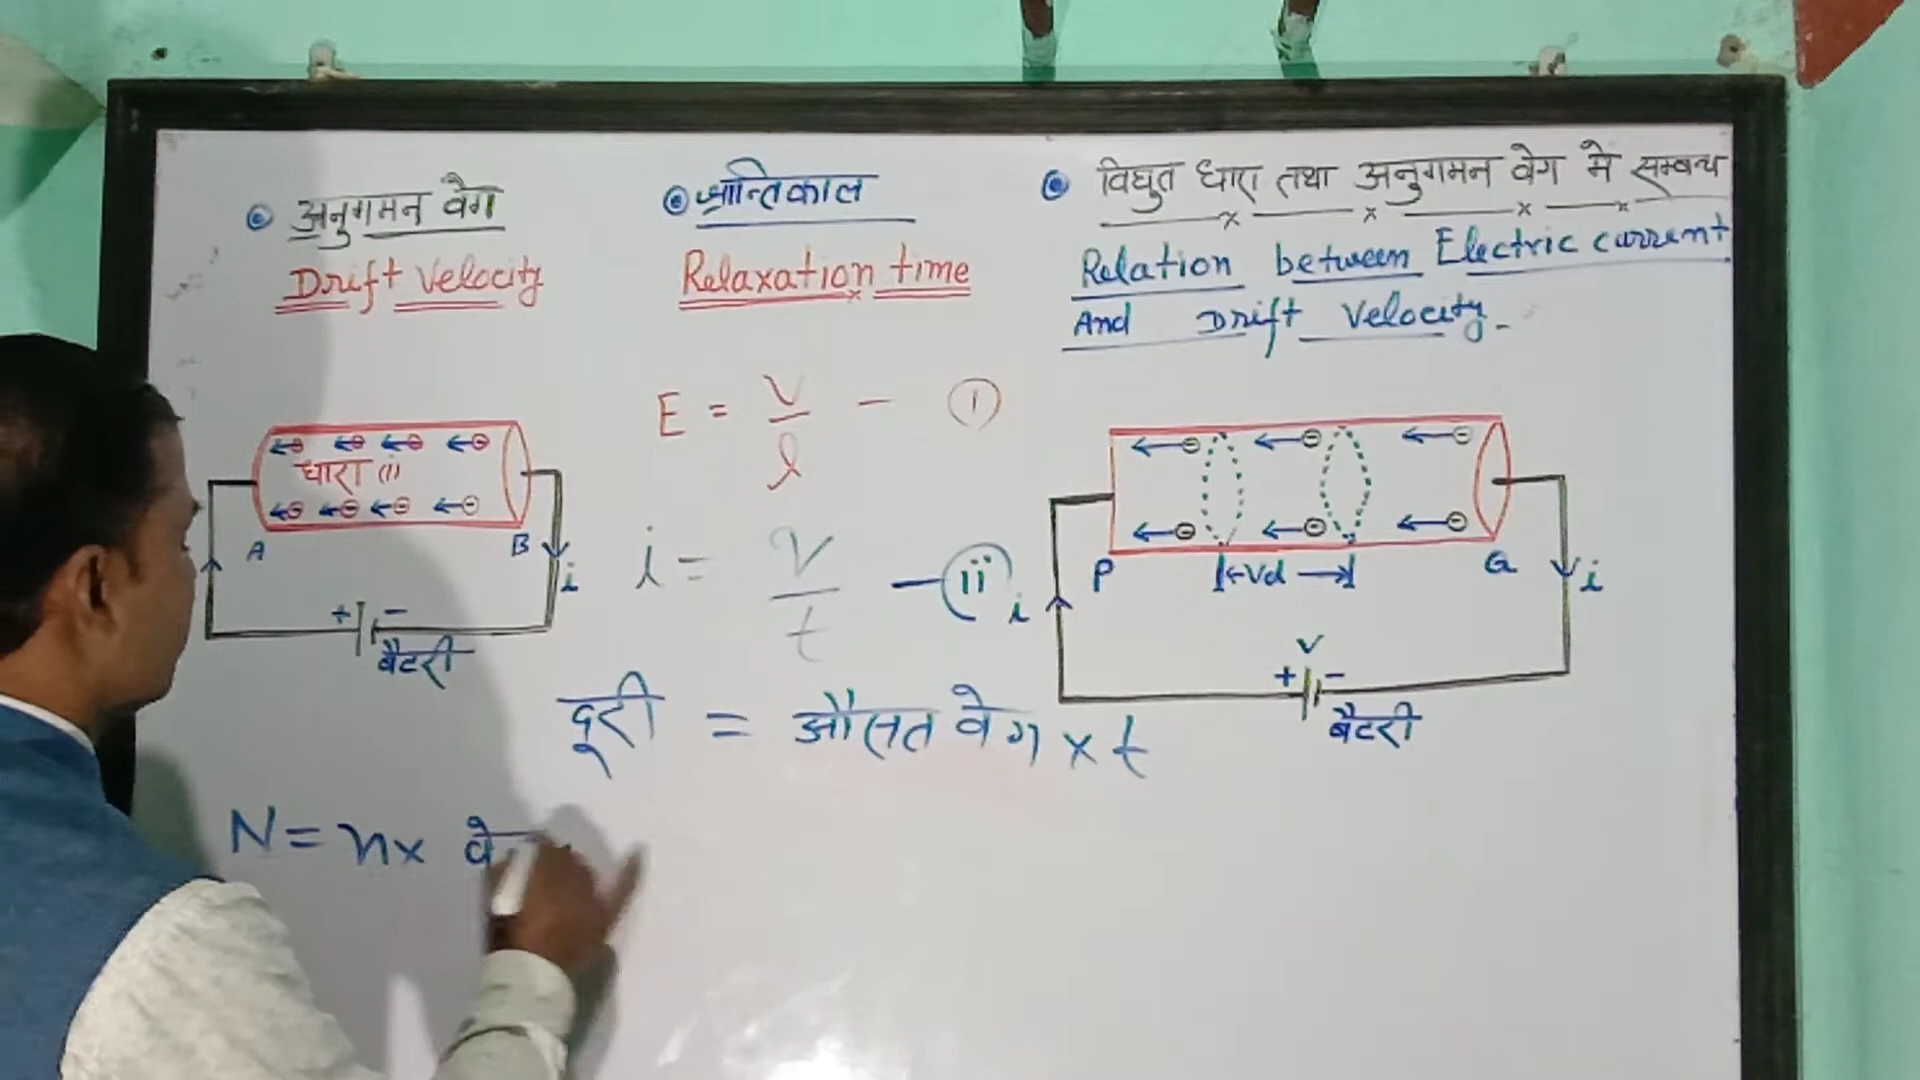 अनुगमन वेग
Drift Velocity
श्रान्तिकाल
Relaxation time
विघुत धारा तथा अनुगमन वेग मे सम्बन्ध
Relation between Electric current
And Drift Velocity
E = V / l - ①
i = / t - (ii)
दूरी = औसत वेग x t
N = n x वे
धारा (i)
A
B
i
+ -
बैटरी
P
Vd
Q
i
i
V
+ -
बैटरी